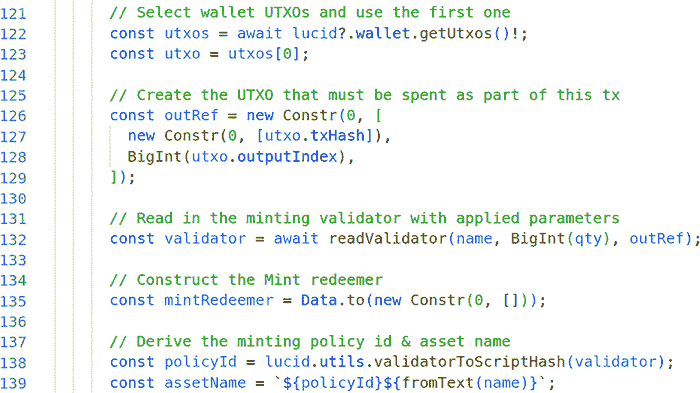 121 // Select wallet UTXOs and use the first one
122 const utxos = await lucid?.wallet.getUtxos()!;
123 const utxo = utxos[0];
124
125 // Create the UTXO that must be spent as part of this tx
126 const outRef = new Constr(0, [
127 new Constr(0, [utxo.txHash]),
128 BigInt(utxo.outputIndex),
129 ]);
130
131 // Read in the minting validator with applied parameters
132 const validator = await readValidator(name, BigInt(qty), outRef);
133
134 // Construct the Mint redeemer
135 const mintRedeemer = Data.to(new Constr(0, []));
136
137 // Derive the minting policy id & asset name
138 const policyId = lucid.utils.validatorToScriptHash(validator);
139 const assetName = `${policyId}${fromText(name)}`;